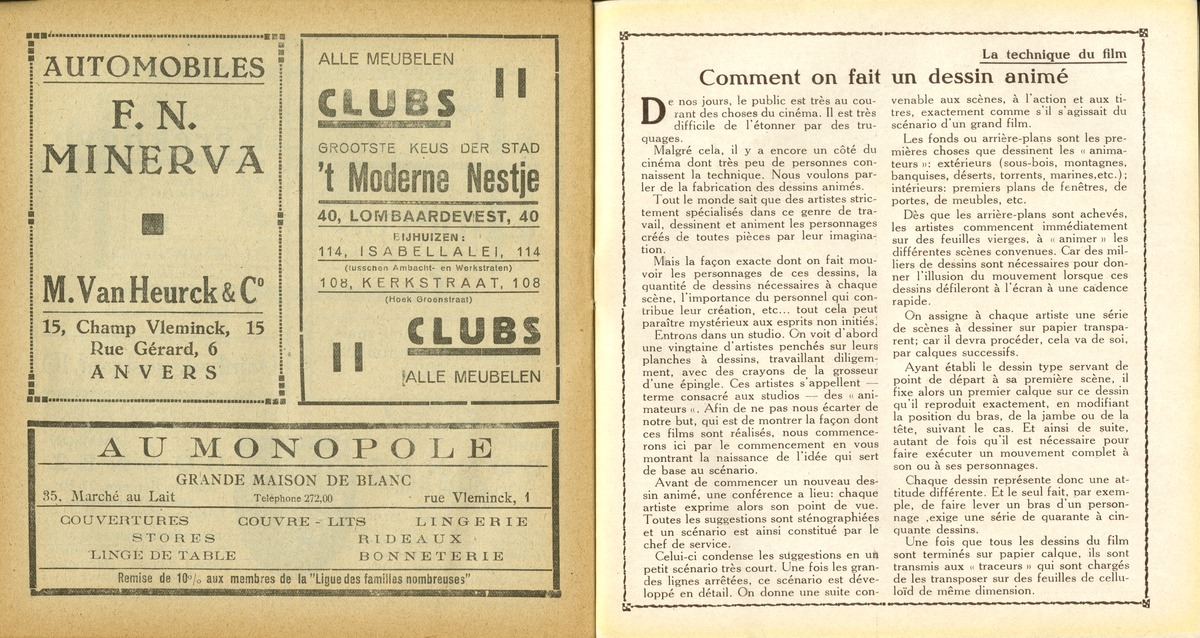 AUTOMOBILES
F. N.
MINERVA
M. Van Heurck & Cº
15, Champ Vleminck, 15
Rue Gérard, 6
ANVERS
ALLE MEUBELEN
CLUBS
GROOTSTE KEUS DER STAD
't Moderne Nestje
40, LOMBAARDEVEST, 40
BIJHUIZEN:
114, ISABELLALEI, 114
(tusschen Ambacht- en Werkstraten)
108, KERKSTRAAT, 108
(Hoek Groenstraat)
CLUBS
ALLE MEUBELEN
AU MONOPOLE
GRANDE MAISON DE BLANC
35, Marché au Lait Téléphone 272,00 rue Vleminck, 1
COUVERTURES COUVRE-LITS LINGERIE
STORES RIDEAUX
LINGE DE TABLE BONNETERIE
Remise de 10% aux membres de la "Ligue des familles nombreuses"
La technique du film
Comment on fait un dessin animé
De nos jours, le public est très au cou-
rant des choses du cinéma. Il est très
difficile de l'étonner par des tru-
quages.
Malgré cela, il y a encore un côté du
cinéma dont très peu de personnes con-
naissent la technique. Nous voulons par-
ler de la fabrication des dessins animés.
Tout le monde sait que des artistes stric-
tement spécialisés dans ce genre de tra-
vail, dessinent et animent les personnages
créés de toutes pièces par leur imagina-
tion.
Mais la façon exacte dont on fait mou-
voir les personnages de ces dessins, la
quantité de dessins nécessaires à chaque
scène, l'importance du personnel qui con-
tribue leur création, etc... tout cela peut
paraître mystérieux aux esprits non initiés.
Entrons dans un studio. On voit d'abord
une vingtaine d'artistes penchés sur leurs
planches à dessins, travaillant diligem-
ment, avec des crayons de la grosseur
d'une épingle. Ces artistes s'appellent —
terme consacré aux studios — des « ani-
mateurs «. Afin de ne pas nous écarter de
notre but, qui est de montrer la façon dont
ces films sont réalisés, nous commence-
rons ici par le commencement en vous
montrant la naissance de l'idée qui sert
de base au scénario.
Avant de commencer un nouveau des-
sin animé, une conférence a lieu: chaque
artiste exprime alors son point de vue.
Toutes les suggestions sont sténographiées
et un scénario est ainsi constitué par le
chef de service.
Celui-ci condense les suggestions en un
petit scénario très court. Une fois les gran-
des lignes arrêtées, ce scénario est déve-
loppé en détail. On donne une suite con-
venable aux scènes, à l'action et aux ti-
tres, exactement comme s'il s'agissait du
scénario d'un grand film.
Les fonds ou arrière-plans sont les pre-
mières choses que dessinent les « anima-
teurs »: extérieurs (sous-bois, montagnes,
banquises, déserts, torrents, marines,etc.);
intérieurs: premiers plans de fenêtres, de
portes, de meubles, etc.
Dès que les arrière-plans sont achevés,
les artistes commencent immédiatement
sur des feuilles vierges, à « animer » les
différentes scènes convenues. Car des mil-
liers de dessins sont nécessaires pour don-
ner l'illusion du mouvement lorsque ces
dessins défileront à l'écran à une cadence
rapide.
On assigne à chaque artiste une série
de scènes à dessiner sur papier transpa-
rent; car il devra procéder, cela va de soi,
par calques successifs.
Ayant établi le dessin type servant de
point de départ à sa première scène, il
fixe alors un premier calque sur ce dessin
qu'il reproduit exactement, en modifiant
la position du bras, de la jambe ou de la
tête, suivant le cas. Et ainsi de suite,
autant de fois qu'il est nécessaire pour
faire exécuter un mouvement complet à
son ou à ses personnages.
Chaque dessin représente donc une at-
titude différente. Et le seul fait, par exem-
ple, de faire lever un bras d'un person-
nage ,exige une série de quarante à cin-
quante dessins.
Une fois que tous les dessins du film
sont terminés sur papier calque, ils sont
transmis aux « traceurs » qui sont chargés
de les transposer sur des feuilles de cellu-
loïd de même dimension.